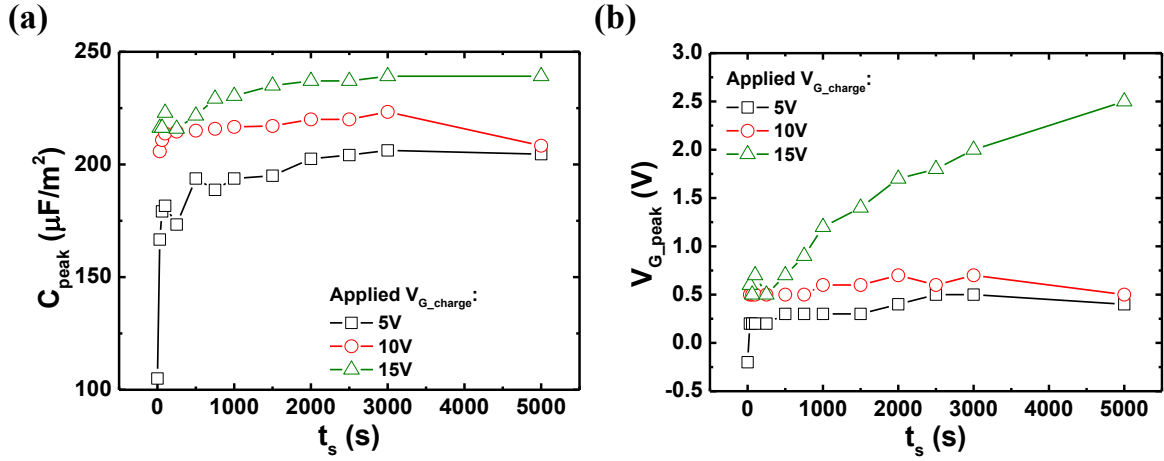 (a)
250
200
150
100
C_peak (μF/m²)
Applied V_G_charge:
5V
10V
15V
0 1000 2000 3000 4000 5000
t_s (s)
(b)
3.0
2.5
2.0
1.5
1.0
0.5
0.0
-0.5
V_G_peak (V)
Applied V_G_charge:
5V
10V
15V
0 1000 2000 3000 4000 5000
t_s (s)